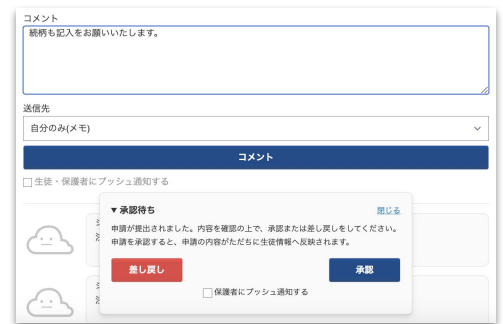 コメント
続柄も記入をお願いいたします。
送信先
自分のみ(メモ)
コメント
生徒・保護者にプッシュ通知する
▼承認待ち
閉じる
申請が提出されました。内容を確認の上で、承認または差し戻しをしてください。
申請を承認すると、申請の内容がただちに生徒情報へ反映されます。
差し戻し
承認
保護者にプッシュ通知する